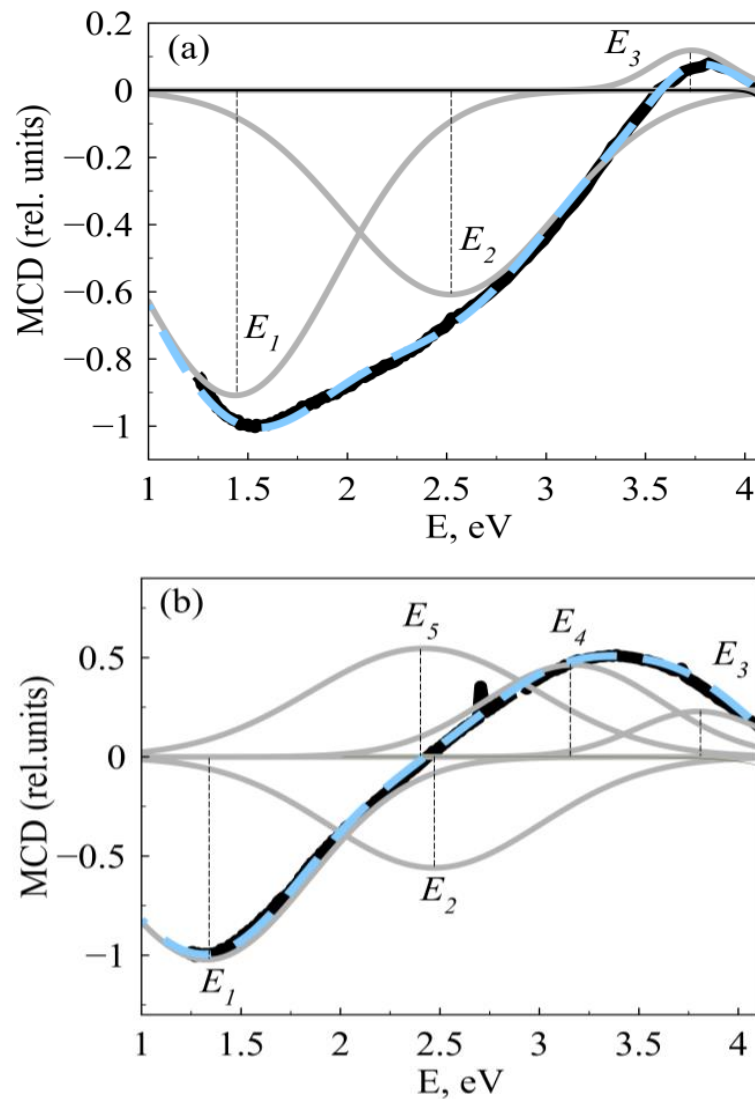 (a)
MCD (rel. units)
0.2
0
−0.2
−0.4
−0.6
−0.8
−1
E3
E2
E1
1 1.5 2 2.5 3 3.5 4
E, eV
(b)
MCD (rel.units)
0.5
0
−0.5
−1
E5
E4
E3
E2
E1
1 1.5 2 2.5 3 3.5 4
E, eV